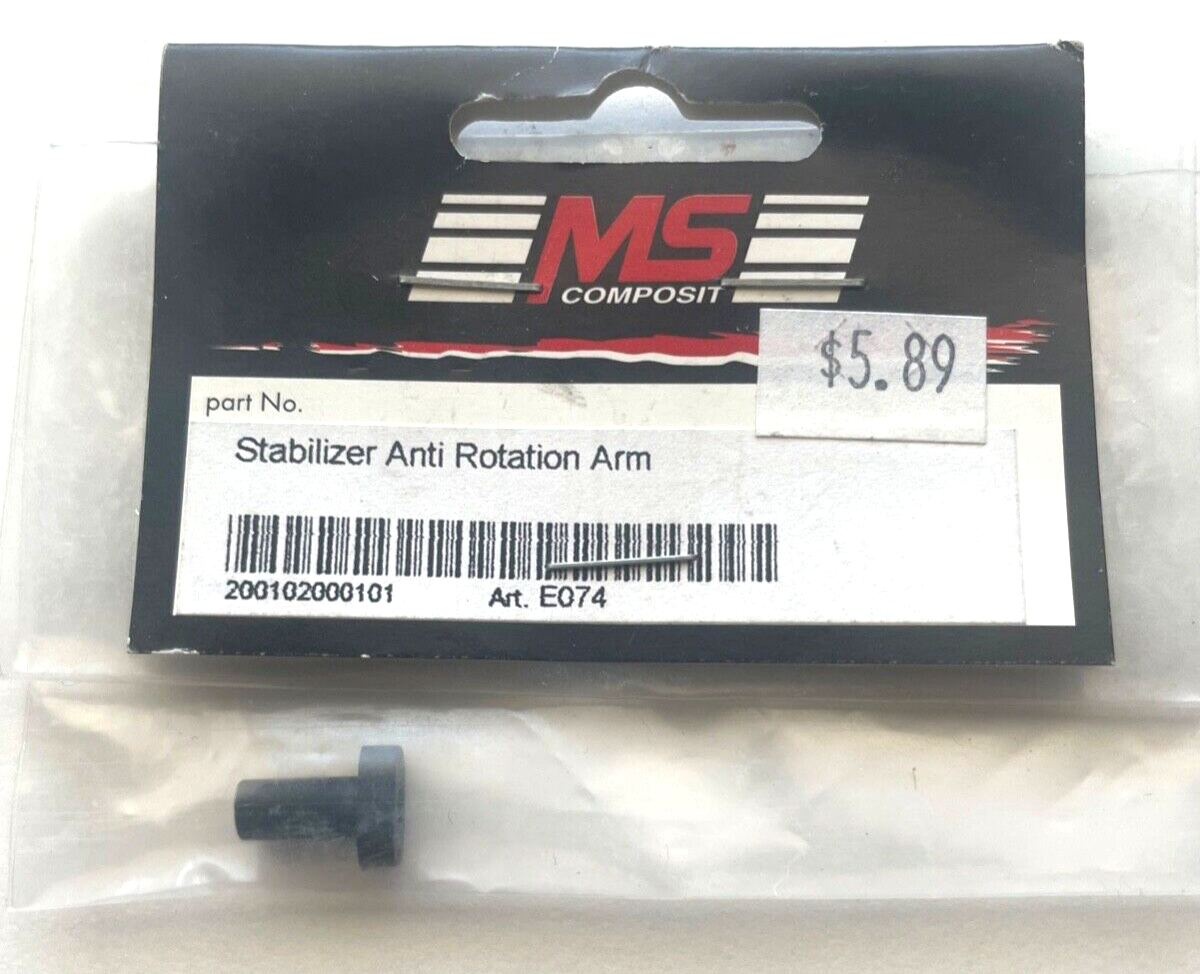 MS
COMPOSIT
$5.89
part No.
Stabilizer Anti Rotation Arm
200102000101 Art. E074